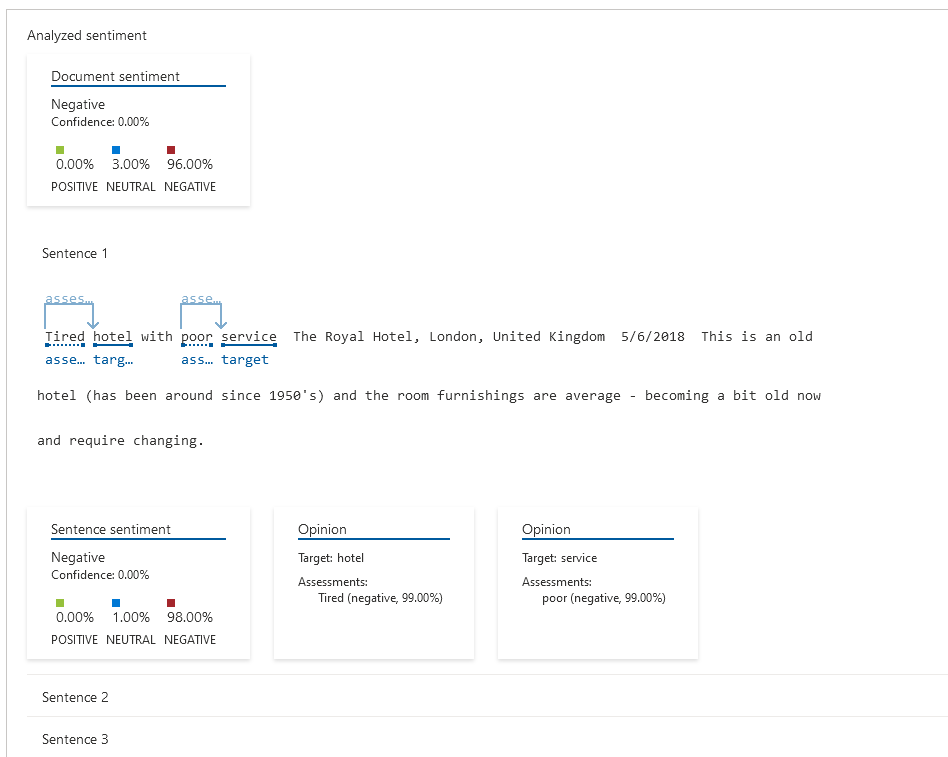 Analyzed sentiment
Document sentiment
Negative
Confidence: 0.00%
0.00% 3.00% 96.00%
POSITIVE NEUTRAL NEGATIVE
Sentence 1
asses… asse…
Tired hotel with poor service The Royal Hotel, London, United Kingdom 5/6/2018 This is an old
asse… targ… ass… target
hotel (has been around since 1950's) and the room furnishings are average - becoming a bit old now
and require changing.
Sentence sentiment
Negative
Confidence: 0.00%
0.00% 1.00% 98.00%
POSITIVE NEUTRAL NEGATIVE
Opinion
Target: hotel
Assessments:
Tired (negative, 99.00%)
Opinion
Target: service
Assessments:
poor (negative, 99.00%)
Sentence 2
Sentence 3